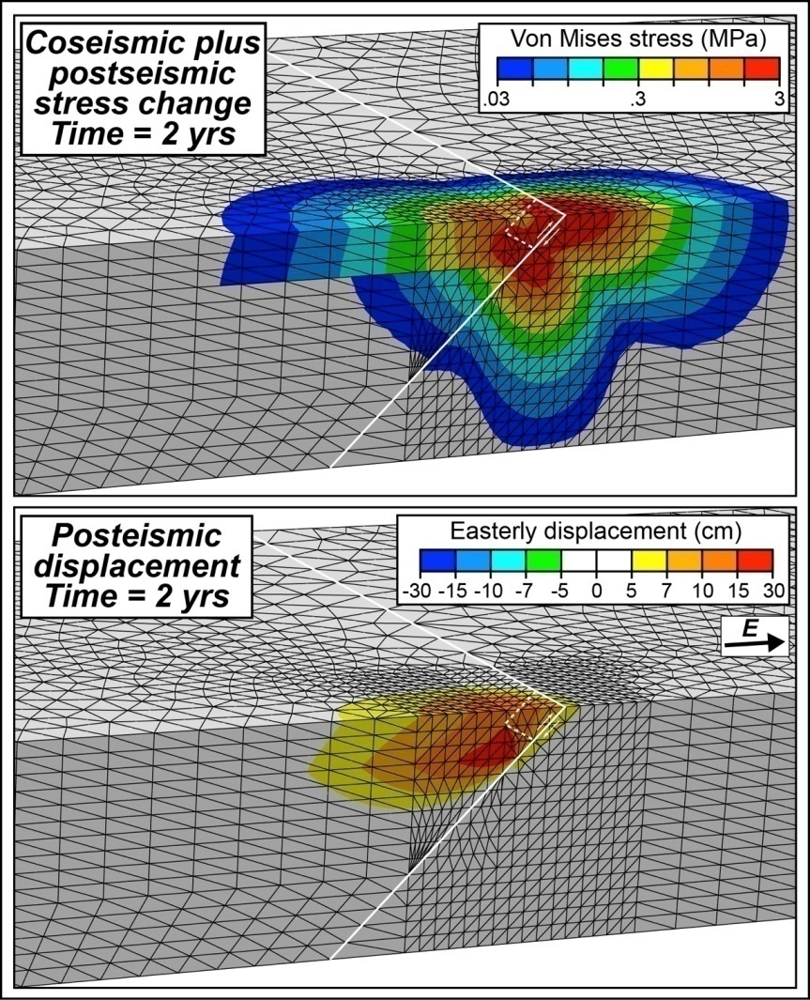 Coseismic plus
postseismic
stress change
Time = 2 yrs
Von Mises stress (MPa)
.03 .3 3
Posteismic
displacement
Time = 2 yrs
Easterly displacement (cm)
-30 -15 -10 -7 -5 0 5 7 10 15 30
E